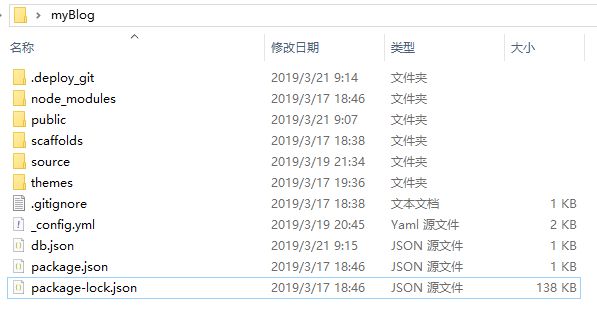 myBlog
名称 修改日期 类型 大小
.deploy_git 2019/3/21 9:14 文件夹
node_modules 2019/3/17 18:46 文件夹
public 2019/3/21 9:07 文件夹
scaffolds 2019/3/17 18:38 文件夹
source 2019/3/19 21:34 文件夹
themes 2019/3/17 19:36 文件夹
.gitignore 2019/3/17 18:38 文本文档 1 KB
_config.yml 2019/3/19 20:45 Yaml 源文件 2 KB
db.json 2019/3/21 9:15 JSON 源文件 1 KB
package.json 2019/3/17 18:46 JSON 源文件 1 KB
package-lock.json 2019/3/17 18:46 JSON 源文件 138 KB